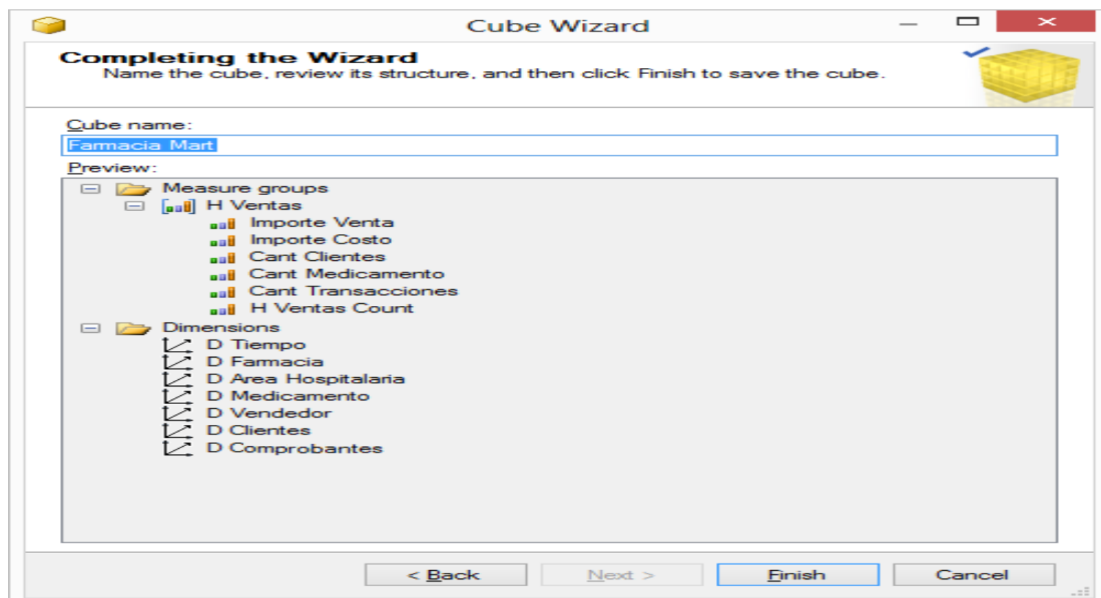 Cube Wizard
Completing the Wizard
Name the cube, review its structure, and then click Finish to save the cube.
Cube name:
Farmacia Mart
Preview:
Measure groups
H Ventas
Importe Venta
Importe Costo
Cant Clientes
Cant Medicamento
Cant Transacciones
H Ventas Count
Dimensions
D Tiempo
D Farmacia
D Area Hospitalaria
D Medicamento
D Vendedor
D Clientes
D Comprobantes
< Back Next > Finish Cancel